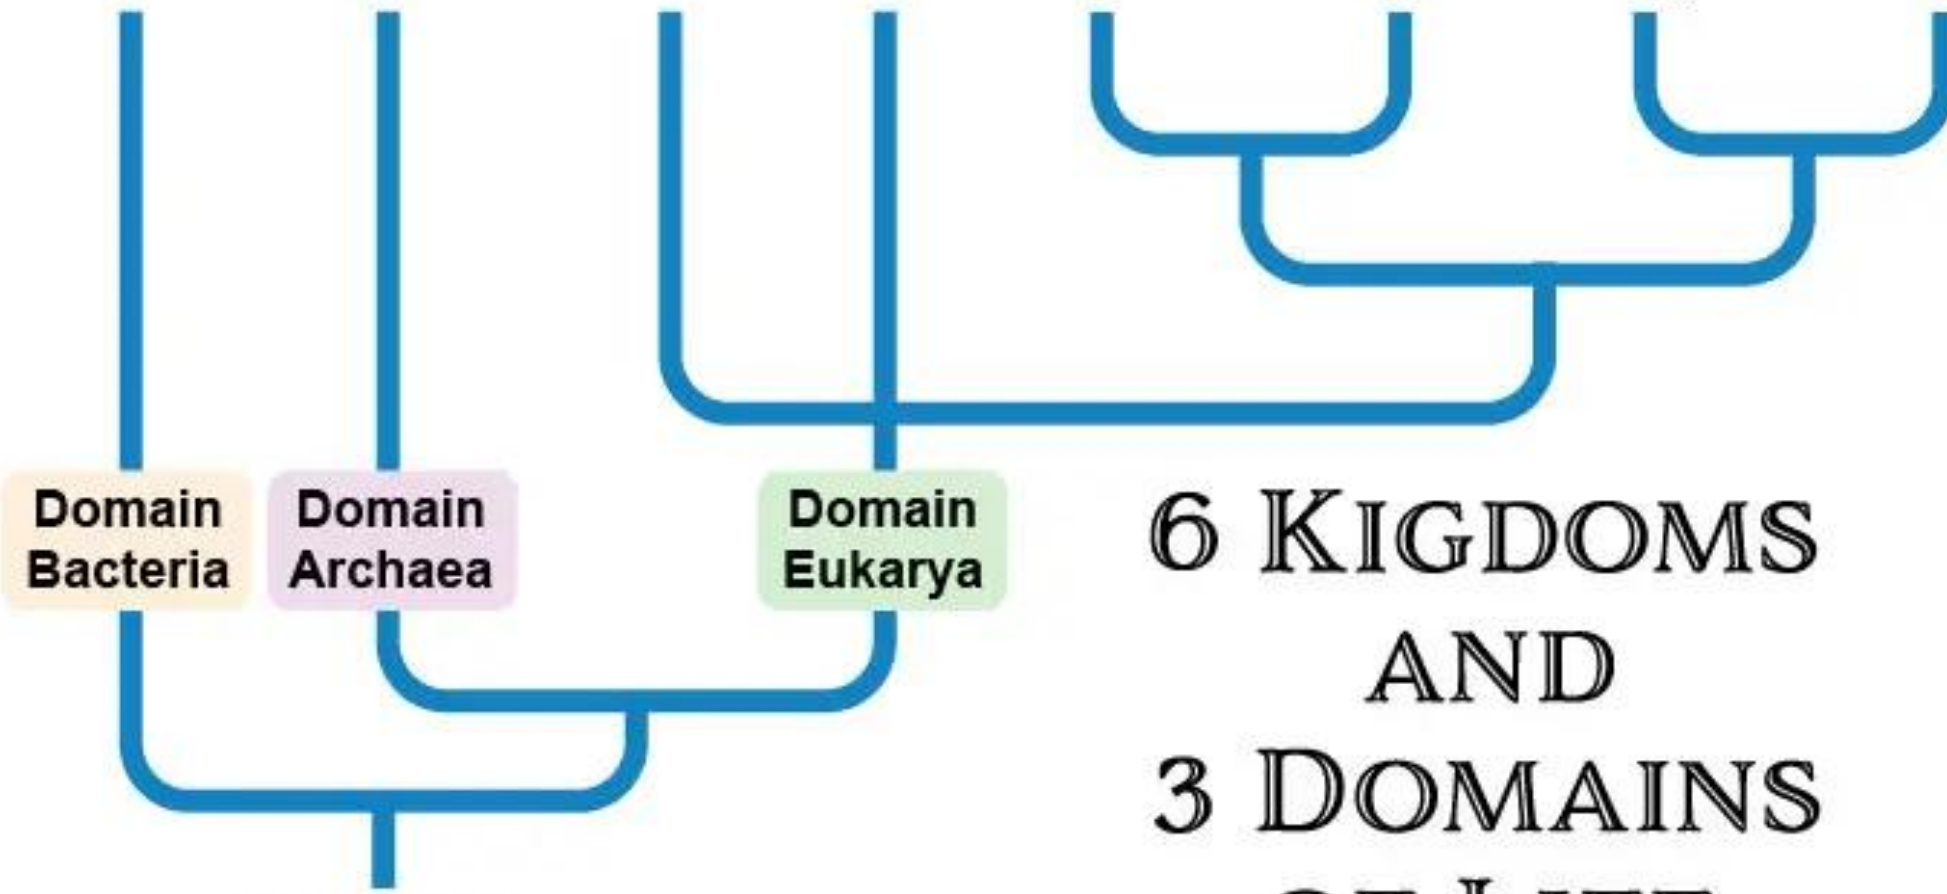 Domain
Bacteria
Domain
Archaea
Domain
Eukarya
6 KIGDOMS
AND
3 DOMAINS